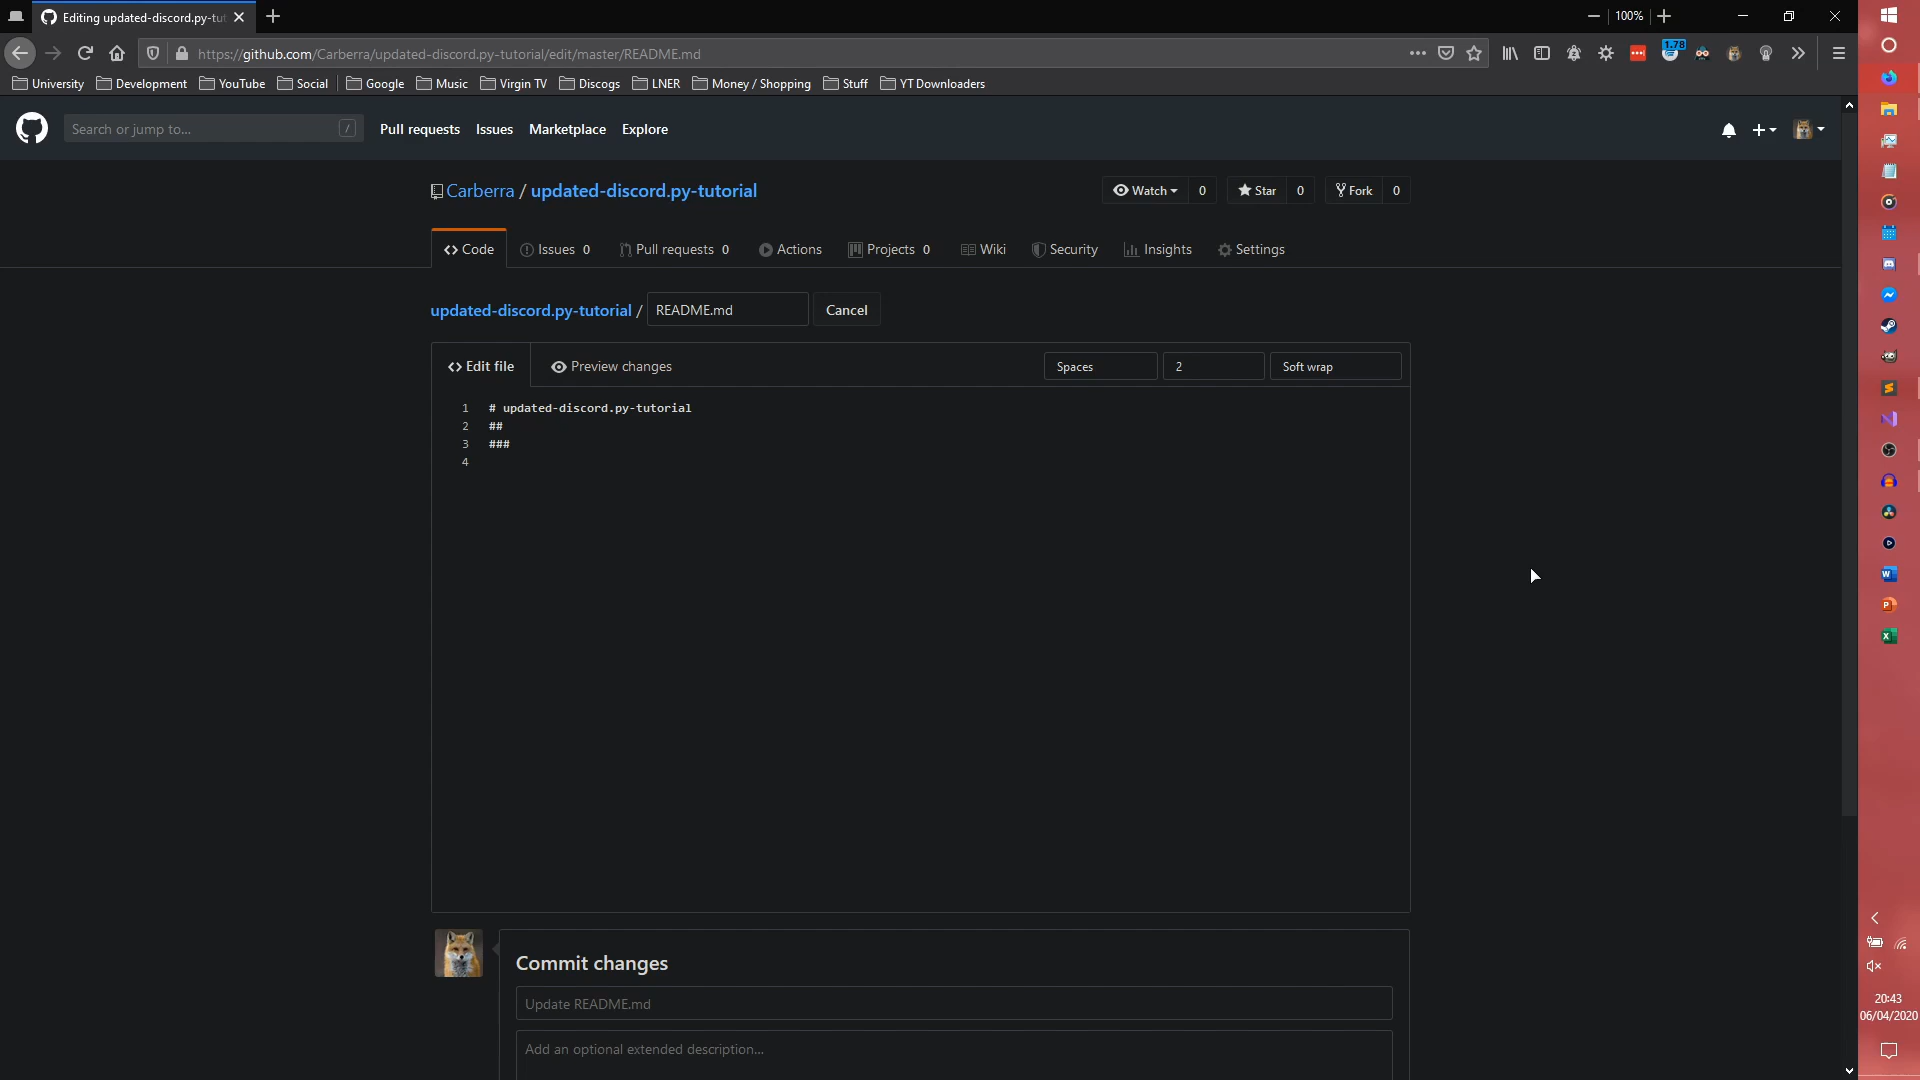 Editing updated-discord.py-tut
100%
https://github.com/Carberra/updated-discord.py-tutorial/edit/master/README.md
1.78
University Development YouTube Social Google Music Virgin TV Discogs LNER Money / Shopping Stuff YT Downloaders
Search or jump to... /
Pull requests Issues Marketplace Explore
Carberra / updated-discord.py-tutorial
Watch 0 Star 0 Fork 0
Code Issues 0 Pull requests 0 Actions Projects 0 Wiki Security Insights Settings
updated-discord.py-tutorial / README.md Cancel
<> Edit file Preview changes Spaces 2 Soft wrap
1 # updated-discord.py-tutorial
2 ##
3 ###
4
Commit changes
Update README.md
Add an optional extended description...
20:43
06/04/2020